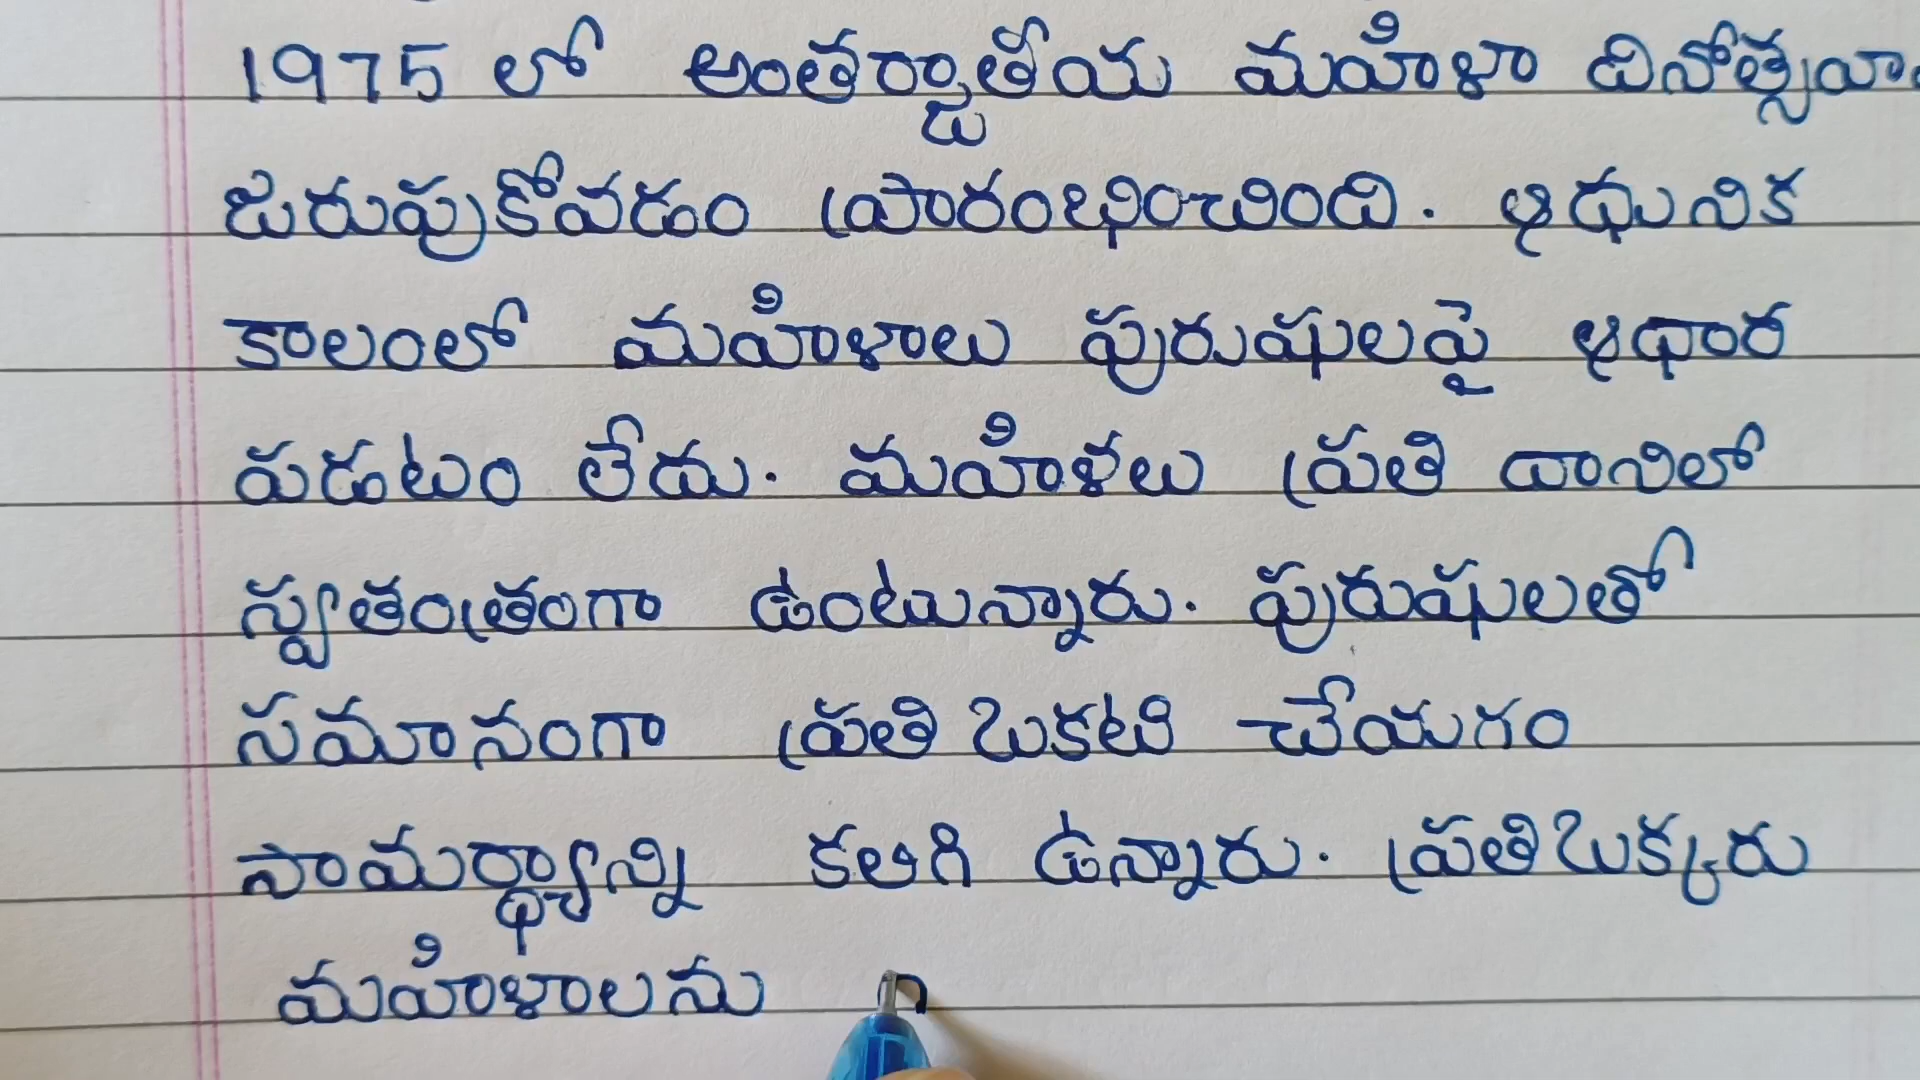 1975 లో అంతర్జాతీయ మహిళా
జరుపుకోవడం ప్రారంభించింది. ఆధునిక
కాలంలో మహిళాలు పురుషులపై ఆధార
పడటం లేదు. మహిళలు ప్రతి దానిలో
స్వతంత్రంగా ఉంటున్నారు. పురుషులతో
సమానంగా ప్రతి ఒకటి చేయగం
సామర్థ్యాన్ని కలిగి ఉన్నారు. ప్రతిఒక్కరు
మహిళాలను